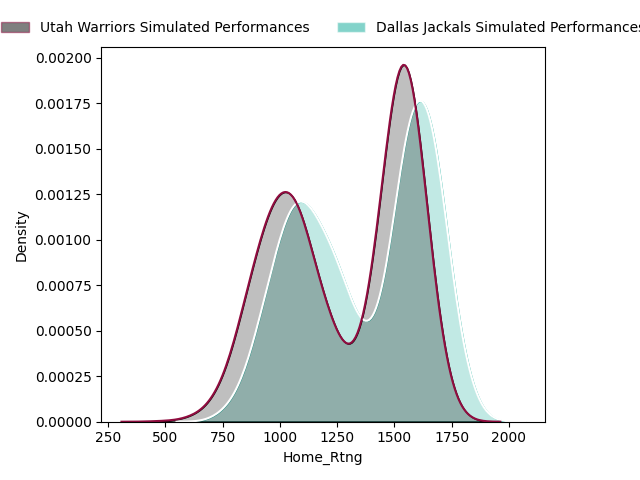 Utah Warriors Simulated Performances
Dallas Jackals Simulated Performances
0.00200
0.00175
0.00150
0.00125
0.00100
0.00075
0.00050
0.00025
0.00000
Density
250 500 750 1000 1250 1500 1750 2000
Home_Rtng